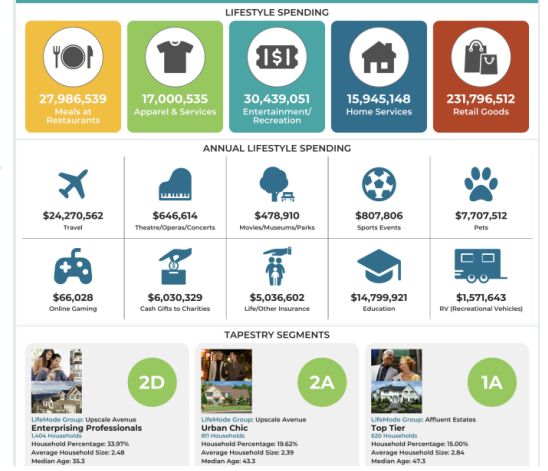 LIFESTYLE SPENDING
27,986,539
Meals at
Restaurants
17,000,535
Apparel & Services
30,439,051
Entertainment/
Recreation
15,945,148
Home Services
231,796,512
Retail Goods
ANNUAL LIFESTYLE SPENDING
$24,270,562
Travel
$646,614
Theatre/Operas/Concerts
$478,910
Movies/Museums/Parks
$807,806
Sports Events
$7,707,512
Pets
$66,028
Online Gaming
$6,030,329
Cash Gifts to Charities
$5,036,602
Life/Other Insurance
$14,799,921
Education
$1,571,643
RV (Recreational Vehicles)
TAPESTRY SEGMENTS
2D
LifeMode Group: Upscale Avenue
Enterprising Professionals
1,404 Households
Household Percentage: 33.97%
Average Household Size: 2.48
Median Age: 35.3
2A
LifeMode Group: Upscale Avenue
Urban Chic
811 Households
Household Percentage: 19.62%
Average Household Size: 2.39
Median Age: 43.3
1A
LifeMode Group: Affluent Estates
Top Tier
620 Households
Household Percentage: 15.00%
Average Household Size: 2.84
Median Age: 47.3